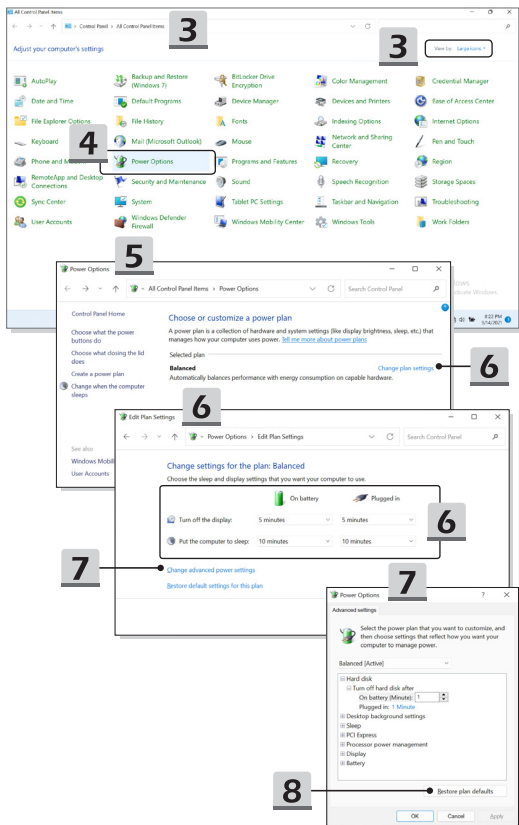 All Control Panel Items
Control Panel > All Control Panel Items
3
3
Adjust your computer's settings
View by: Large icons
AutoPlay
Backup and Restore (Windows 7)
BitLocker Drive Encryption
Color Management
Credential Manager
Date and Time
Default Programs
Device Manager
Devices and Printers
Ease of Access Center
File Explorer Options
File History
Fonts
Indexing Options
Internet Options
4
Keyboard
Mail (Microsoft Outlook)
Mouse
Network and Sharing Center
Pen and Touch
Phone and M
Power Options
Programs and Features
Recovery
Region
RemoteApp and Desktop Connections
Security and Maintenance
Sound
Speech Recognition
Storage Spaces
Sync Center
System
Tablet PC Settings
Taskbar and Navigation
Troubleshooting
User Accounts
Windows Defender Firewall
Windows Mobility Center
Windows Tools
Work Folders
5
Power Options
All Control Panel Items > Power Options
Search Control Panel
8:22 PM
5/14/2021
Control Panel Home
Choose what the power buttons do
Choose what closing the lid does
Create a power plan
Change when the computer sleeps
See also
Windows Mobil
User Accounts
Choose or customize a power plan
A power plan is a collection of hardware and system settings (like display brightness, sleep, etc.) that
manages how your computer uses power. Tell me more about power plans
Selected plan
Balanced
Change plan settings
6
Automatically balances performance with energy consumption on capable hardware.
6
Edit Plan Settings
Power Options > Edit Plan Settings
Search Control Panel
Change settings for the plan: Balanced
Choose the sleep and display settings that you want your computer to use.
On battery
Plugged in
6
Turn off the display:
5 minutes
5 minutes
Put the computer to sleep:
10 minutes
10 minutes
7
Change advanced power settings
Restore default settings for this plan
7
Power Options
?
Advanced settings
Select the power plan that you want to customize, and
then choose settings that reflect how you want your
computer to manage power.
Balanced [Active]
Hard disk
Turn off hard disk after
On battery (Minute): 1
Plugged in: 1 Minute
Desktop background settings
Sleep
PCI Express
Processor power management
Display
Battery
8
Restore plan defaults
OK
Cancel
Apply